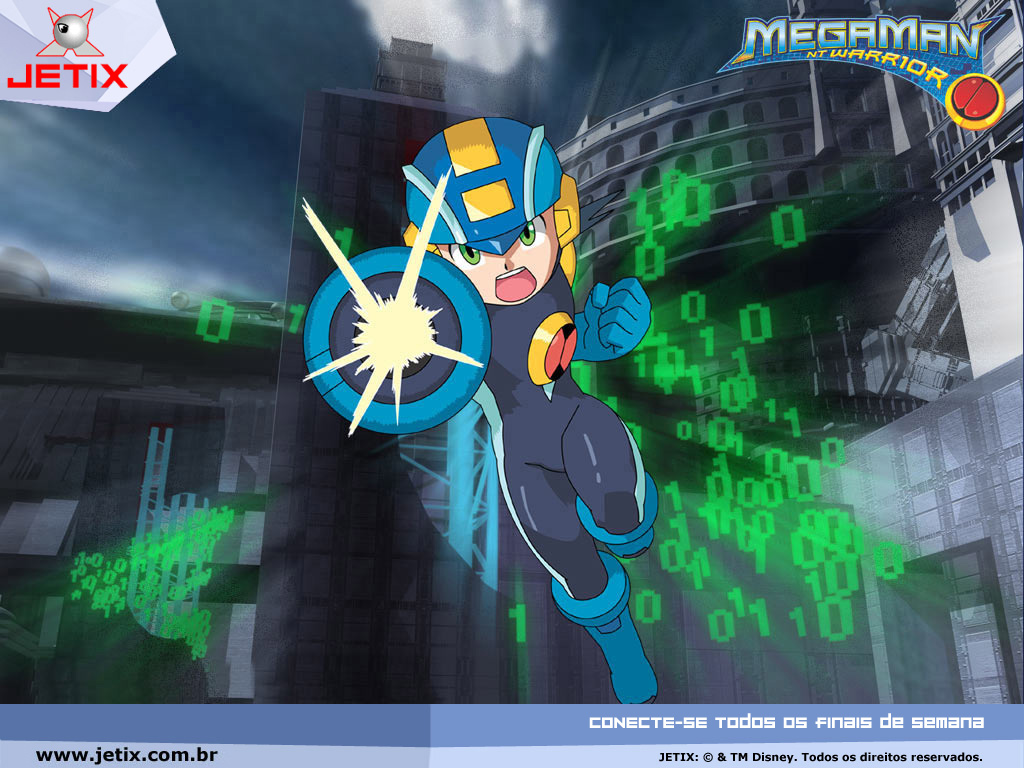 JETIX
MEGAMAN
NT WARRIOR
CONECTE-SE TODOS OS FINAIS DE SEMANA
www.jetix.com.br
JETIX: © & TM Disney. Todos os direitos reservados.